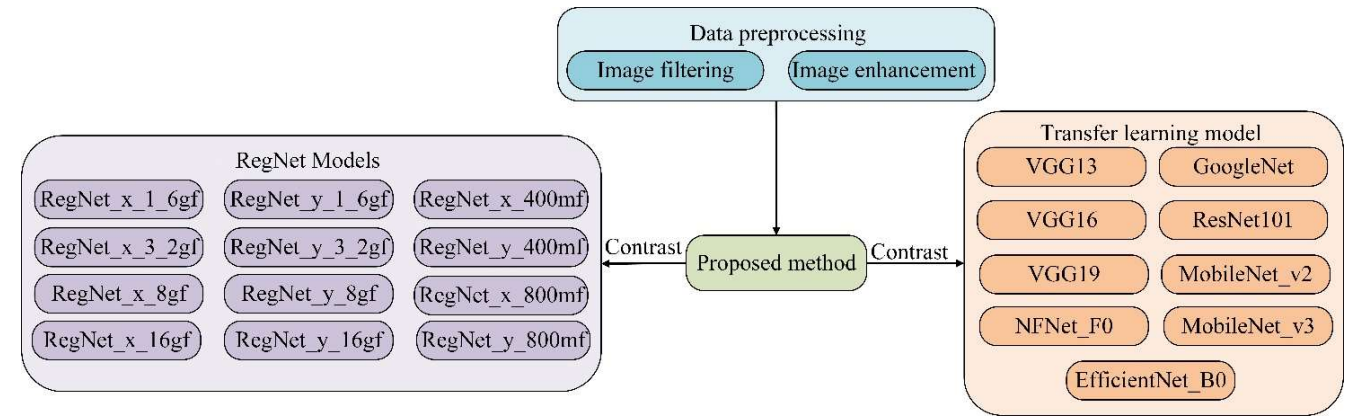 Data preprocessing
Image filtering Image enhancement
RegNet Models
RegNet_x_1_6gf RegNet_y_1_6gf RegNet_x_400mf
RegNet_x_3_2gf RegNet_y_3_2gf RegNet_y_400mf
RegNet_x_8gf RegNet_y_8gf RegNet_x_800mf
RegNet_x_16gf RegNet_y_16gf RegNet_y_800mf
Contrast
Proposed method
Contrast
Transfer learning model
VGG13 GoogleNet
VGG16 ResNet101
VGG19 MobileNet_v2
NFNet_F0 MobileNet_v3
EfficientNet_B0